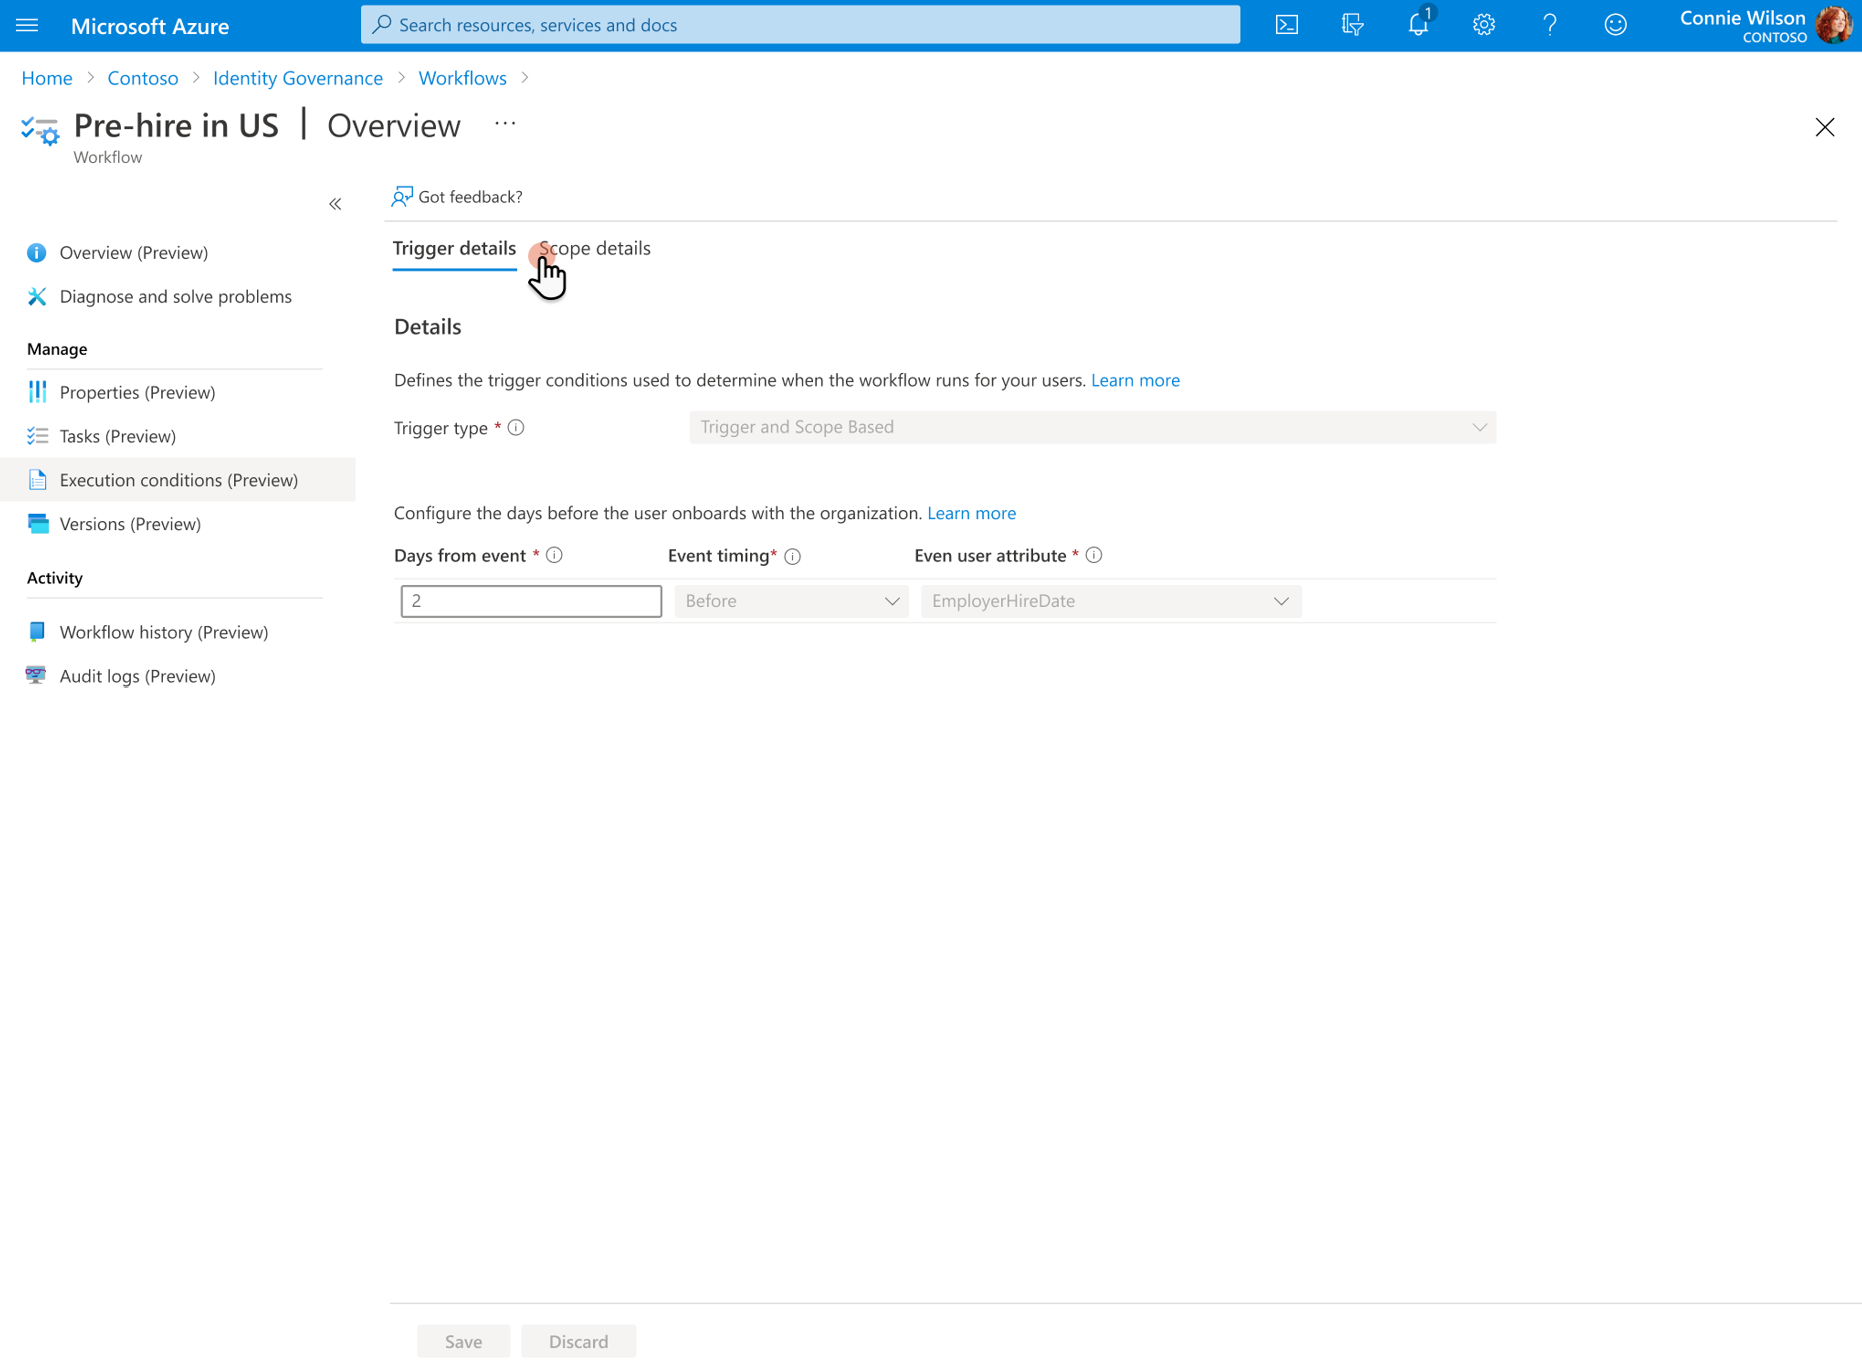 Microsoft Azure
Search resources, services and docs
1
Connie Wilson
CONTOSO
Home > Contoso > Identity Governance > Workflows >
Pre-hire in US | Overview ...
Workflow
Got feedback?
Trigger details
Scope details
Overview (Preview)
Diagnose and solve problems
Manage
Properties (Preview)
Tasks (Preview)
Execution conditions (Preview)
Versions (Preview)
Activity
Workflow history (Preview)
Audit logs (Preview)
Details
Defines the trigger conditions used to determine when the workflow runs for your users. Learn more
Trigger type *
Trigger and Scope Based
Configure the days before the user onboards with the organization. Learn more
Days from event * Event timing* Even user attribute *
2 Before EmployerHireDate
Save Discard